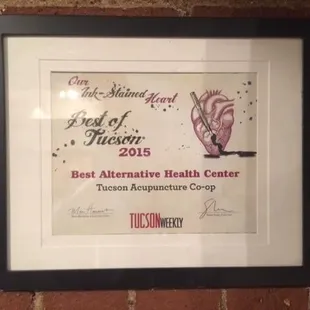 Our
Ink-Stained
Heart
Best of
Tucson
2015
Best Alternative Health Center
Tucson Acupuncture Co-op
TUCSON WEEKLY